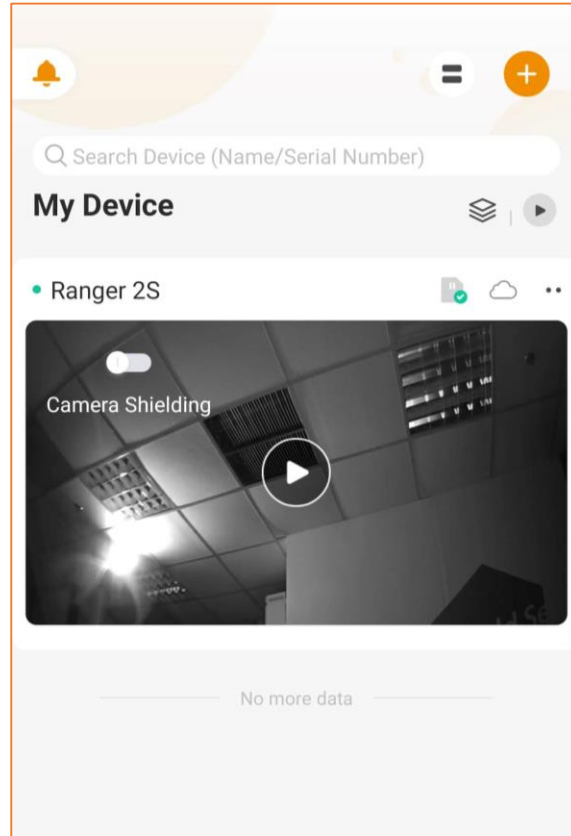 Search Device (Name/Serial Number)
My Device
Ranger 2S
Camera Shielding
No more data